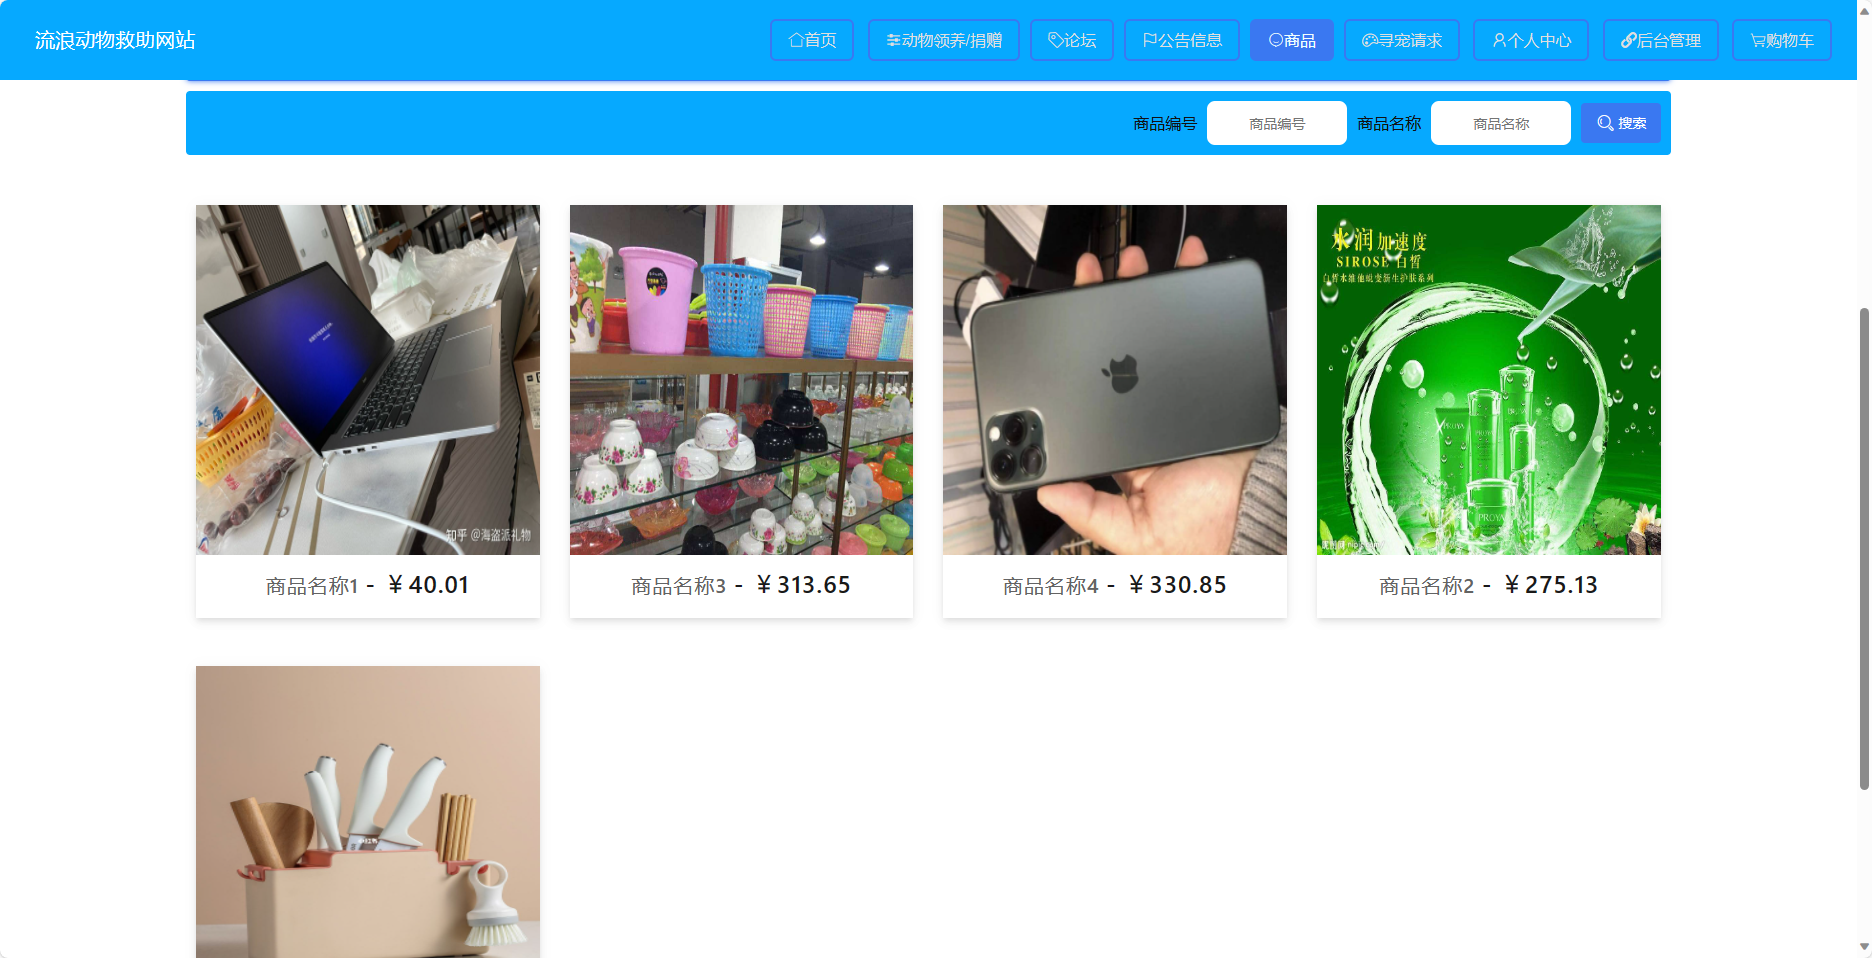 流浪动物救助网站
首页
动物领养/捐赠
论坛
公告信息
商品
寻宠请求
个人中心
后台管理
购物车
商品编号 商品编号 商品名称 商品名称 搜索
知乎 @海盗派礼物
水润加速度
SIROSE 白皙
PROYA
PROYA
商品名称1 - ￥40.01
商品名称3 - ￥313.65
商品名称4 - ￥330.85
商品名称2 - ￥275.13